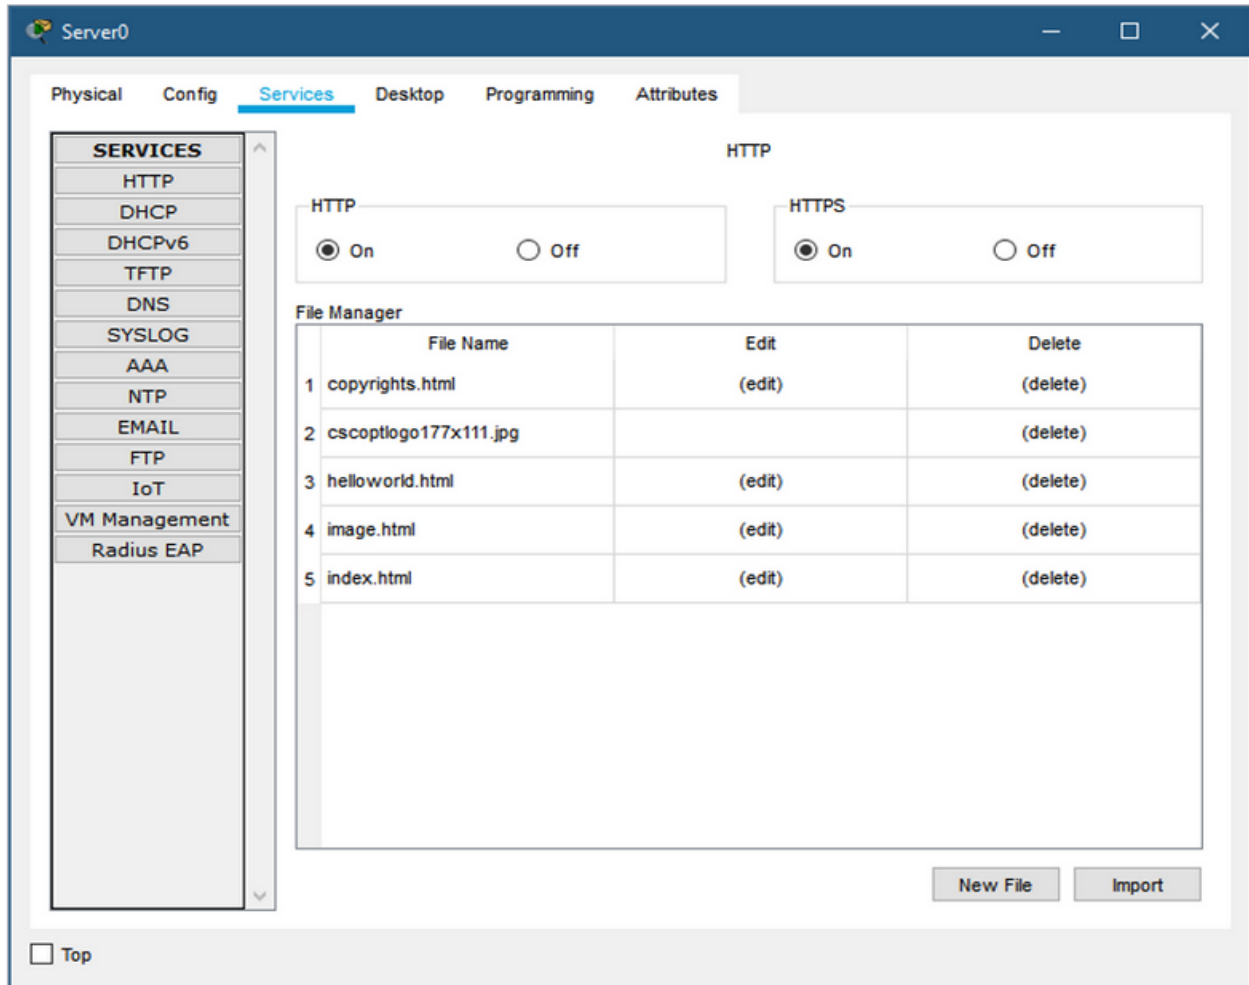 Server0
Physical Config Services Desktop Programming Attributes
SERVICES
HTTP
DHCP
DHCPv6
TFTP
DNS
SYSLOG
AAA
NTP
EMAIL
FTP
IoT
VM Management
Radius EAP
HTTP
HTTP
On Off
HTTPS
On Off
File Manager
File Name Edit Delete
1 copyrights.html (edit) (delete)
2 cscoptlogo177x111.jpg (delete)
3 helloworld.html (edit) (delete)
4 image.html (edit) (delete)
5 index.html (edit) (delete)
New File Import
Top